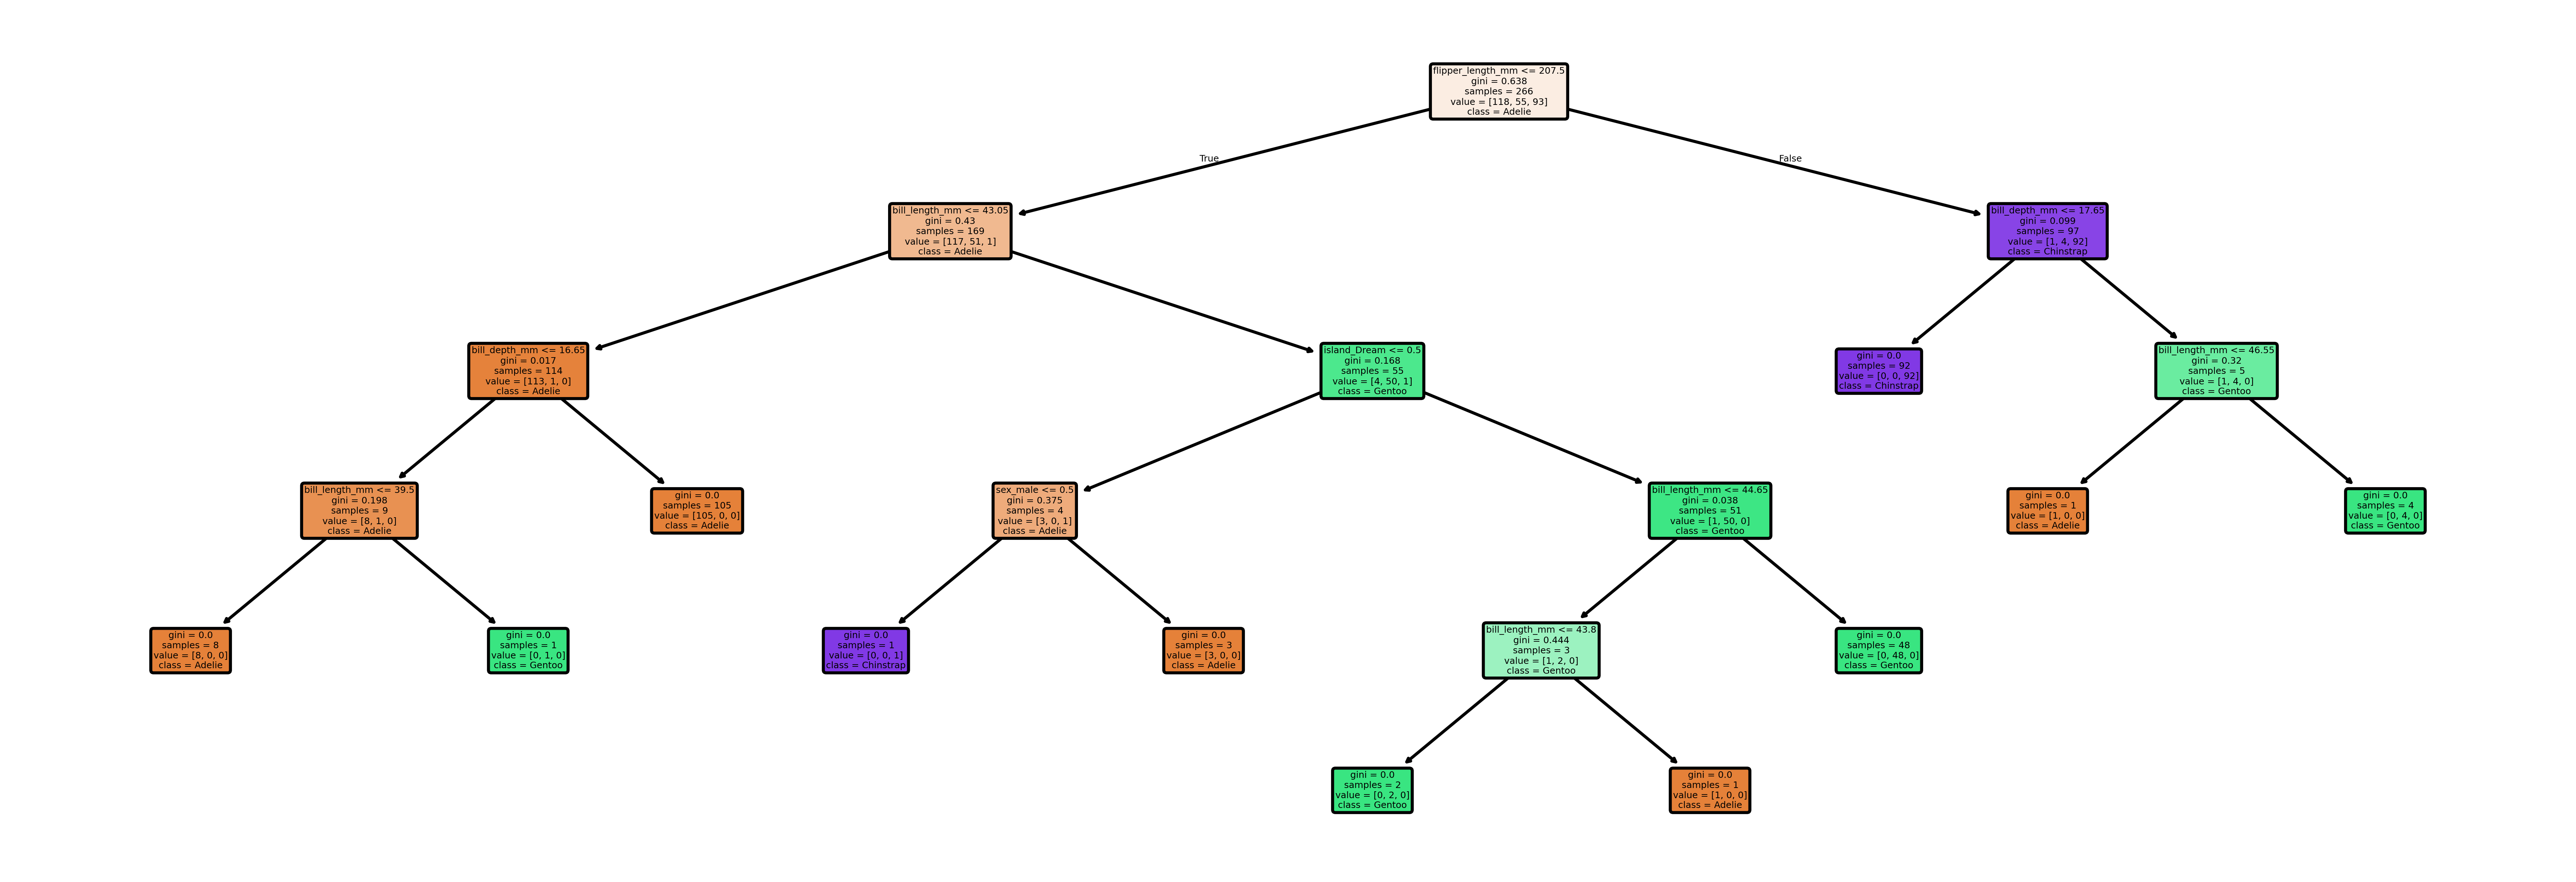 flipper_length_mm <= 207.5
gini = 0.638
samples = 266
value = [118, 55, 93]
class = Adelie
True
False
bill_length_mm <= 43.05
gini = 0.43
samples = 169
value = [117, 51, 1]
class = Adelie
bill_depth_mm <= 17.65
gini = 0.099
samples = 97
value = [1, 4, 92]
class = Chinstrap
bill_depth_mm <= 16.65
gini = 0.017
samples = 114
value = [113, 1, 0]
class = Adelie
island_Dream <= 0.5
gini = 0.168
samples = 55
value = [4, 50, 1]
class = Gentoo
gini = 0.0
samples = 92
value = [0, 0, 92]
class = Chinstrap
bill_length_mm <= 46.55
gini = 0.32
samples = 5
value = [1, 4, 0]
class = Gentoo
bill_length_mm <= 39.5
gini = 0.198
samples = 9
value = [8, 1, 0]
class = Adelie
gini = 0.0
samples = 105
value = [105, 0, 0]
class = Adelie
sex_male <= 0.5
gini = 0.375
samples = 4
value = [3, 0, 1]
class = Adelie
bill_length_mm <= 44.65
gini = 0.038
samples = 51
value = [1, 50, 0]
class = Gentoo
gini = 0.0
samples = 1
value = [1, 0, 0]
class = Adelie
gini = 0.0
samples = 4
value = [0, 4, 0]
class = Gentoo
gini = 0.0
samples = 8
value = [8, 0, 0]
class = Adelie
gini = 0.0
samples = 1
value = [0, 1, 0]
class = Gentoo
gini = 0.0
samples = 1
value = [0, 0, 1]
class = Chinstrap
gini = 0.0
samples = 3
value = [3, 0, 0]
class = Adelie
bill_length_mm <= 43.8
gini = 0.444
samples = 3
value = [1, 2, 0]
class = Gentoo
gini = 0.0
samples = 48
value = [0, 48, 0]
class = Gentoo
gini = 0.0
samples = 2
value = [0, 2, 0]
class = Gentoo
gini = 0.0
samples = 1
value = [1, 0, 0]
class = Adelie